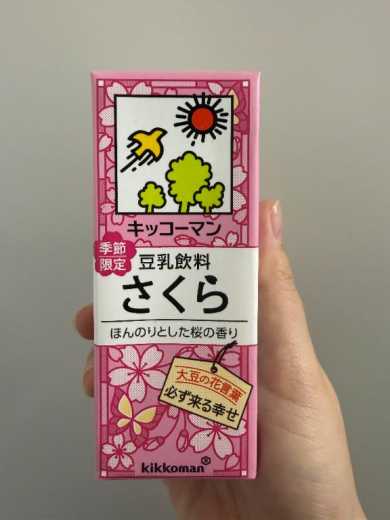 キッコーマン
季節
限定
豆乳飲料
さくら
ほんのりとした桜の香り
大豆の花言葉
必ず来る幸せ
kikkoman®